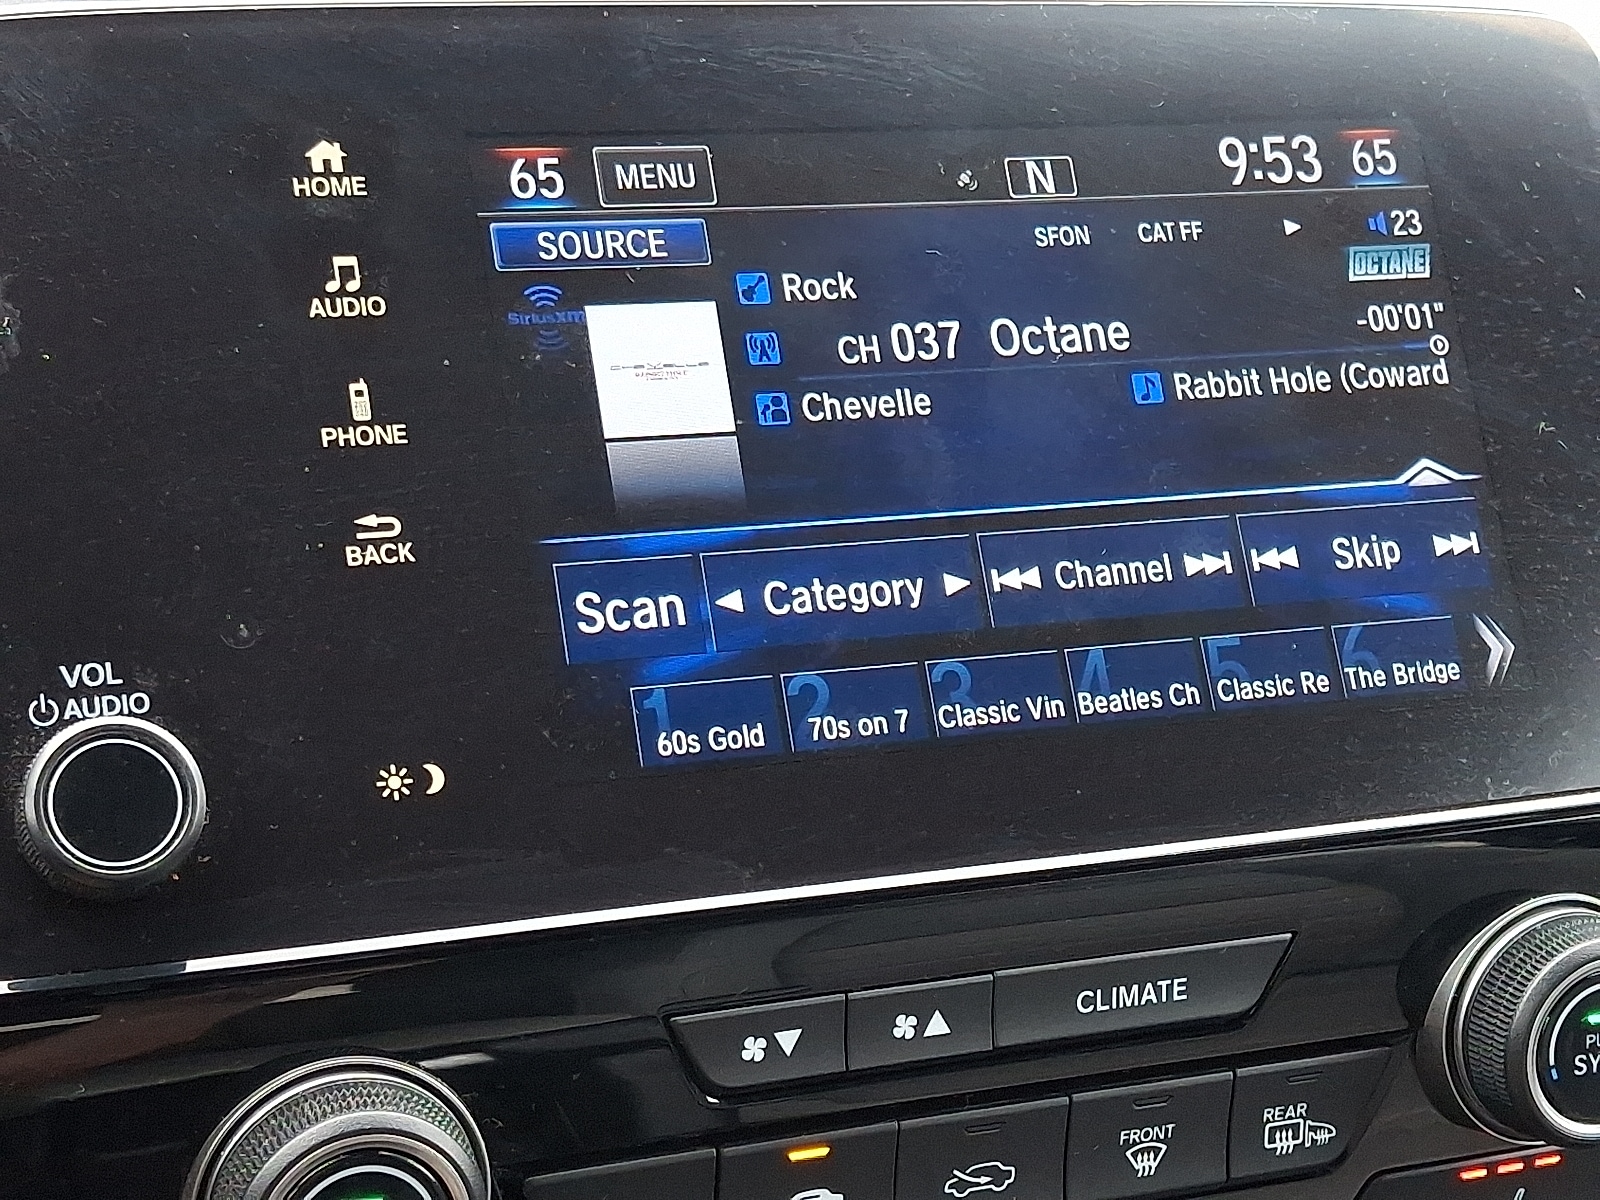 HOME
AUDIO
PHONE
BACK
VOL
AUDIO
65 MENU N 9:53 65
SOURCE SFON CAT FF 23
OCTANE
SiriusXM
Rock
-00'01"
CH 037 Octane
Chevelle Rabbit Hole (Coward
CHEVELLE
Scan Category Channel Skip
1 2 3 4 5 6
60s Gold 70s on 7 Classic Vin Beatles Ch Classic Re The Bridge
CLIMATE
FRONT
REAR